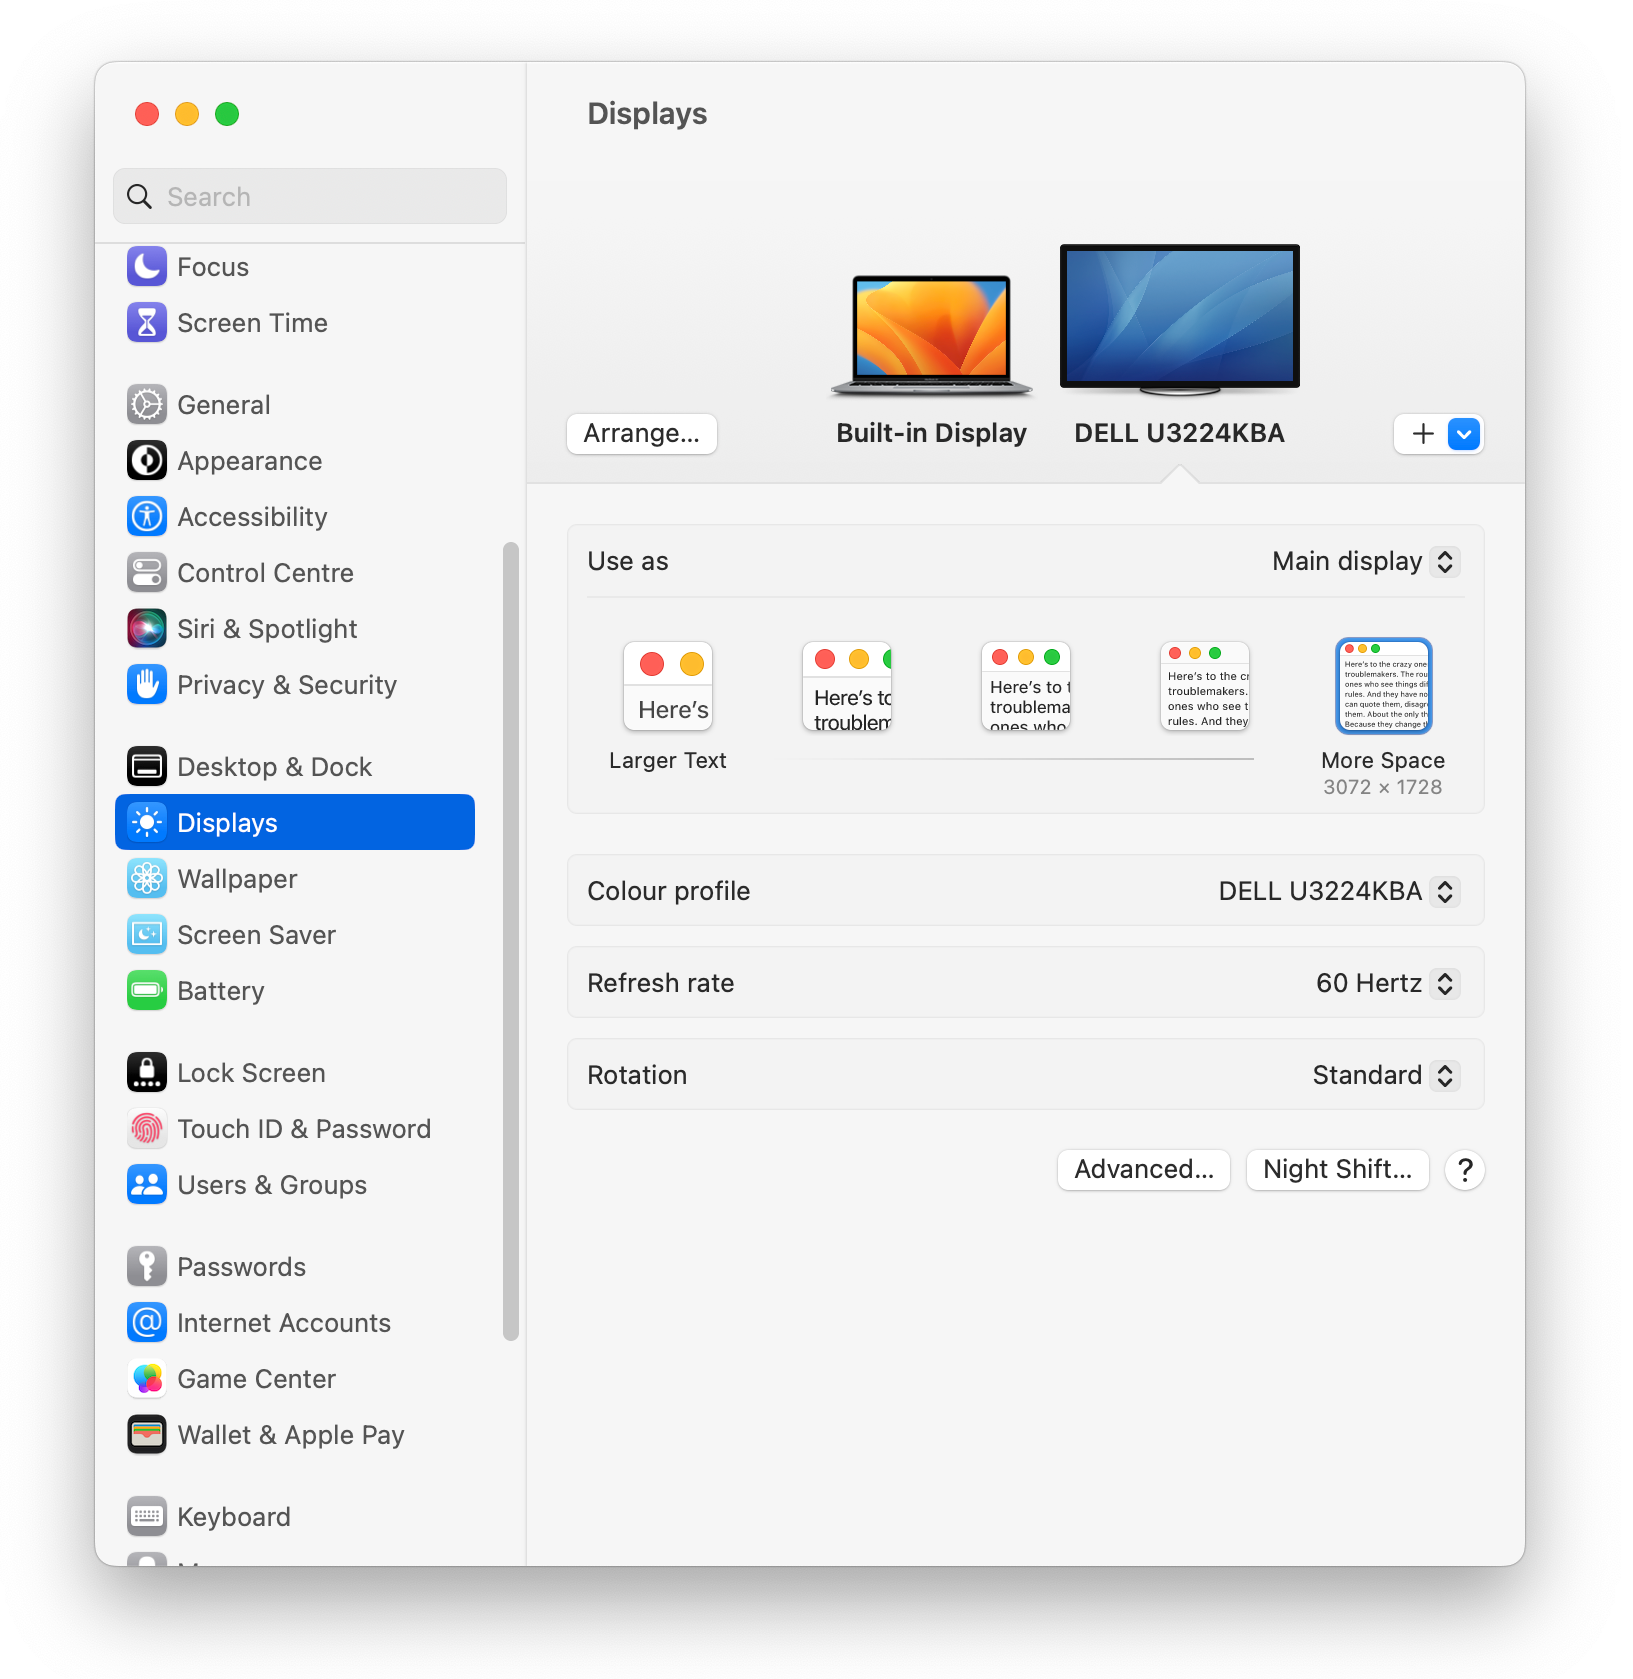 Displays
Search
Focus
Screen Time
General
Appearance
Accessibility
Control Centre
Siri & Spotlight
Privacy & Security
Desktop & Dock
Displays
Wallpaper
Screen Saver
Battery
Lock Screen
Touch ID & Password
Users & Groups
Passwords
Internet Accounts
Game Center
Wallet & Apple Pay
Keyboard
Arrange...
Built-in Display
DELL U3224KBA
Use as
Main display
Here's
Here's to
troublem
Here's to t
troublema
ones who
Here's to the cr
troublemakers.
ones who see t
rules. And they
Here's to the crazy one
troublemakers. The rou
ones who see things dif
rules. And they have no
can quote them, disagr
them. About the only th
Because they change t
Larger Text
More Space
3072 × 1728
Colour profile
DELL U3224KBA
Refresh rate
60 Hertz
Rotation
Standard
Advanced...
Night Shift...
?